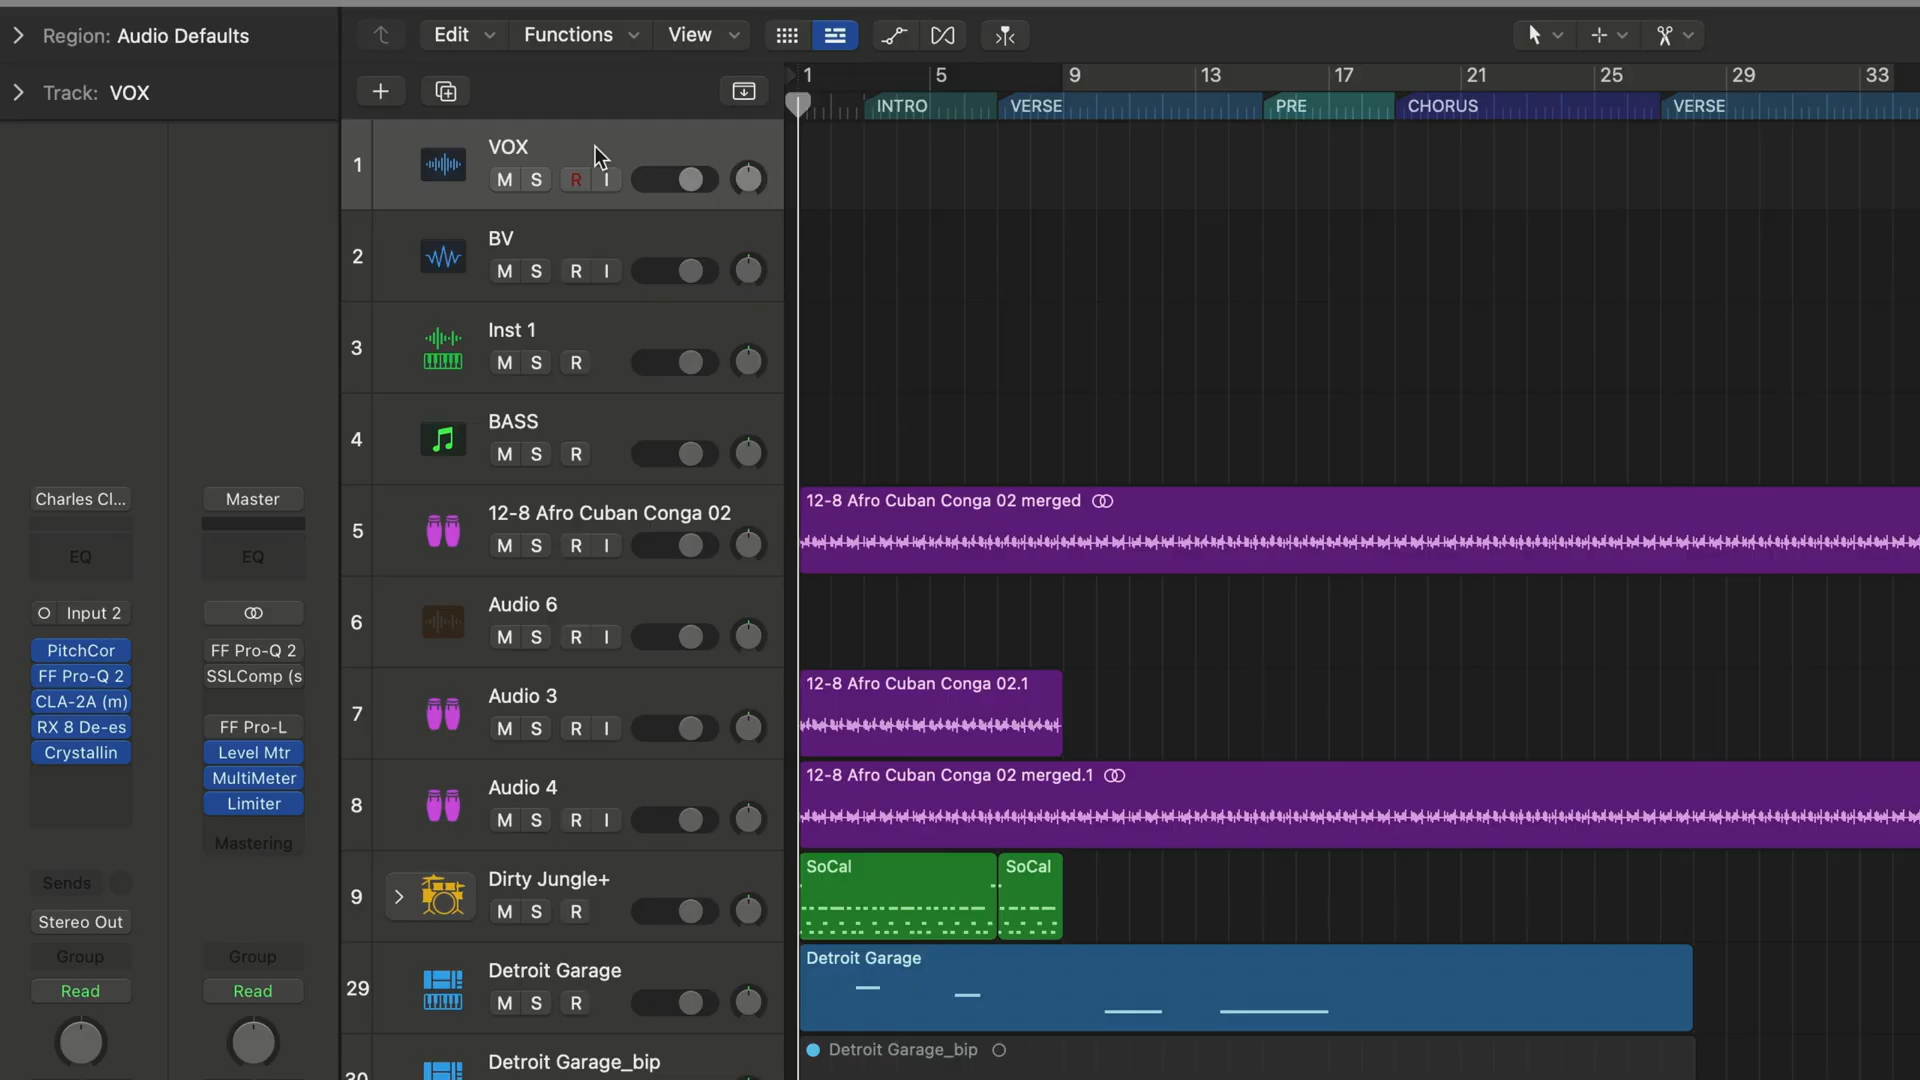 Region: Audio Defaults
Edit
Functions
View
Track: VOX
1 5 9 13 17 21 25 29 33
INTRO VERSE PRE CHORUS VERSE
1
VOX
M S R I
2
BV
M S R I
3
Inst 1
M S R
4
BASS
M S R
5
12-8 Afro Cuban Conga 02
M S R I
12-8 Afro Cuban Conga 02 merged
6
Audio 6
M S R I
7
Audio 3
M S R I
12-8 Afro Cuban Conga 02.1
8
Audio 4
M S R I
12-8 Afro Cuban Conga 02 merged.1
9
Dirty Jungle+
M S R
SoCal
SoCal
29
Detroit Garage
M S R
Detroit Garage
30
Detroit Garage_bip
Detroit Garage_bip
Charles Cl...
EQ
Input 2
PitchCor
FF Pro-Q 2
CLA-2A (m)
RX 8 De-es
Crystallin
Sends
Stereo Out
Group
Read
Master
EQ
FF Pro-Q 2
SSLComp (s
FF Pro-L
Level Mtr
MultiMeter
Limiter
Mastering
Group
Read